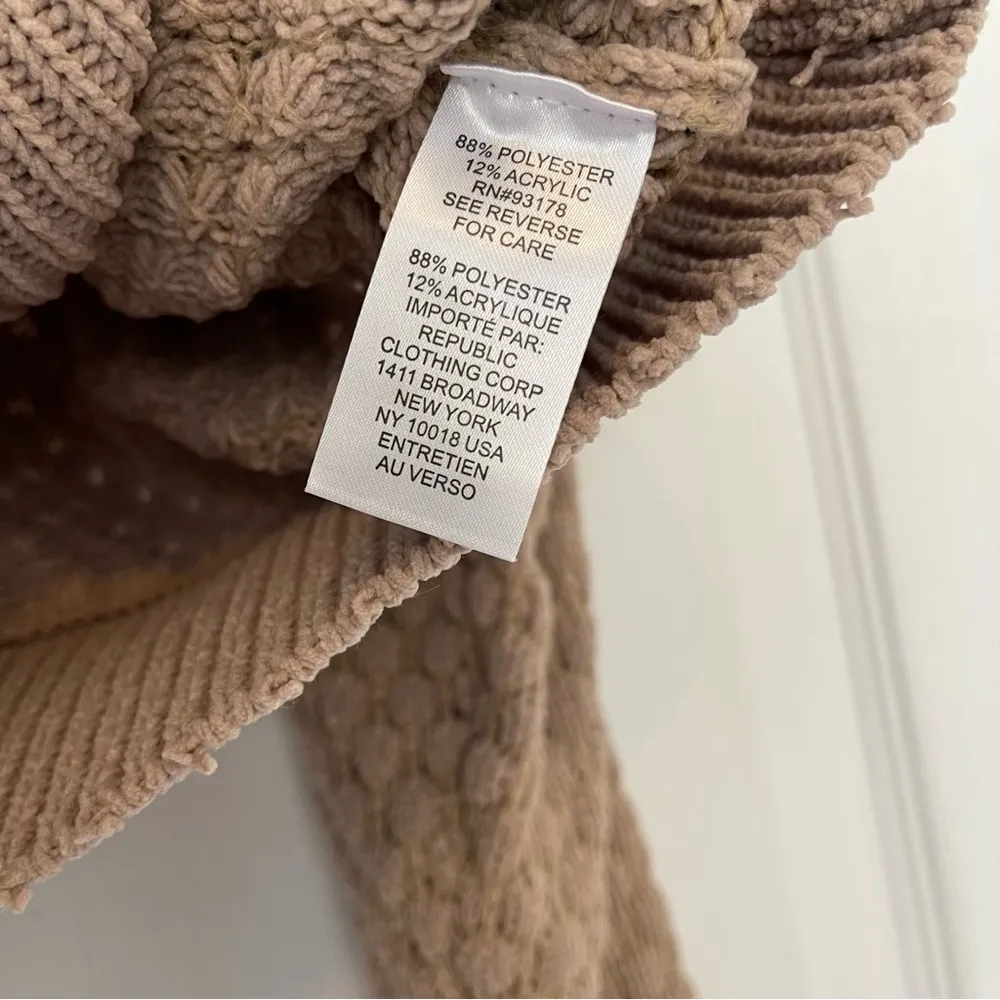 88% POLYESTER
12% ACRYLIC
RN#93178
SEE REVERSE
FOR CARE
88% POLYESTER
12% ACRYLIQUE
IMPORTÉ PAR:
REPUBLIC
CLOTHING CORP
1411 BROADWAY
NEW YORK
NY 10018 USA
ENTRETIEN
AU VERSO